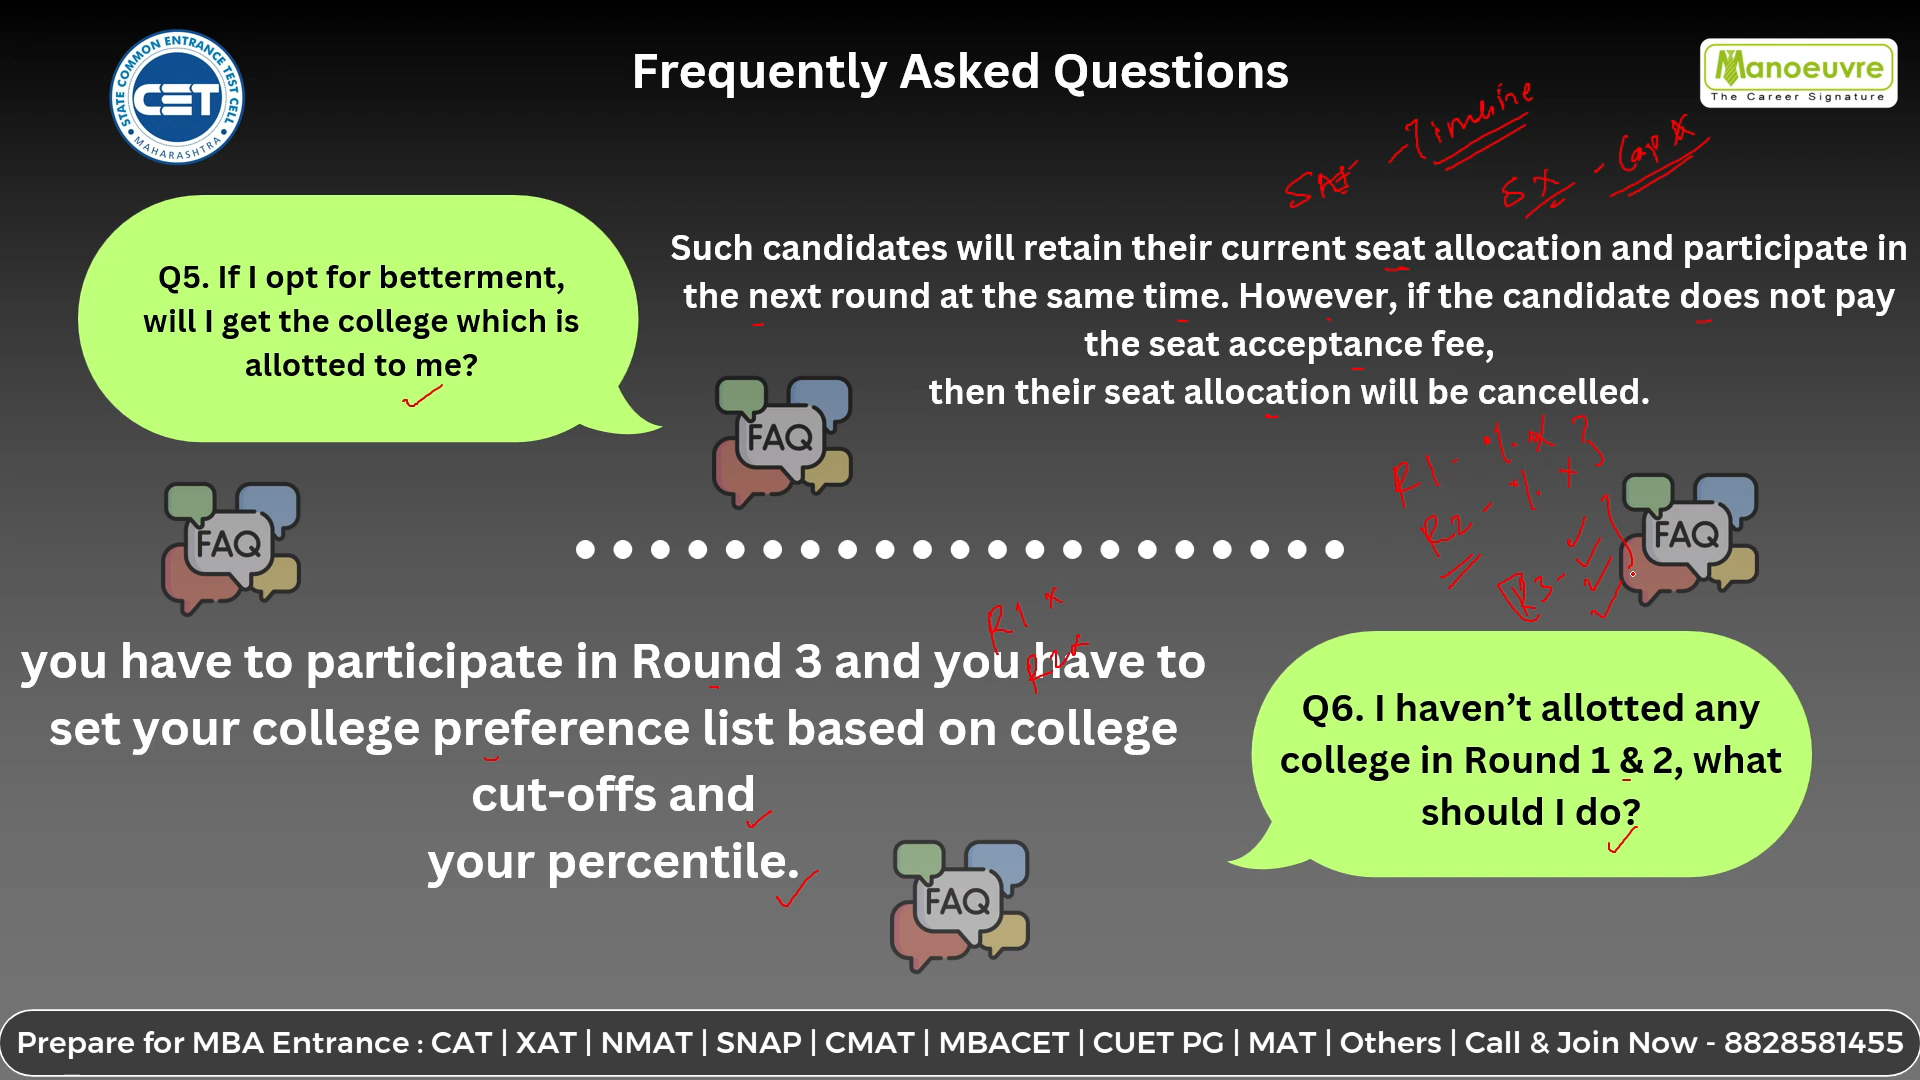 Frequently Asked Questions
STATE COMMON ENTRANCE TEST CELL
CET
MAHARASHTRA
Manoeuvre
The Career Signature
Timeline
Q5. If I opt for betterment,
will I get the college which is
allotted to me?
Such candidates will retain their current seat allocation and participate in
the next round at the same time. However, if the candidate does not pay
the seat acceptance fee,
then their seat allocation will be cancelled.
FAQ
FAQ
FAQ
R1 -
R2 -
R3 -
R1 x
you have to participate in Round 3 and you have to
set your college preference list based on college
cut-offs and
your percentile.
Q6. I haven’t allotted any
college in Round 1 & 2, what
should I do?
FAQ
Prepare for MBA Entrance : CAT | XAT | NMAT | SNAP | CMAT | MBACET | CUET PG | MAT | Others | Call & Join Now - 8828581455